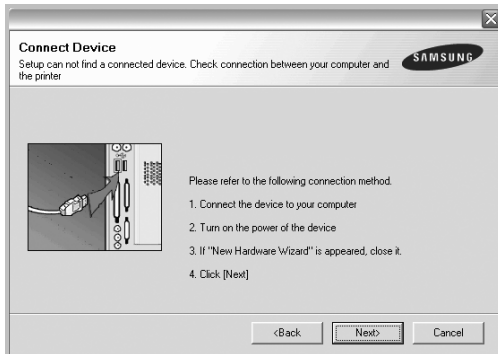 Connect Device
Setup can not find a connected device. Check connection between your computer and
the printer
SAMSUNG
Please refer to the following connection method.
1. Connect the device to your computer
2. Turn on the power of the device
3. If "New Hardware Wizard" is appeared, close it.
4. Click [Next]
<Back
Next>
Cancel